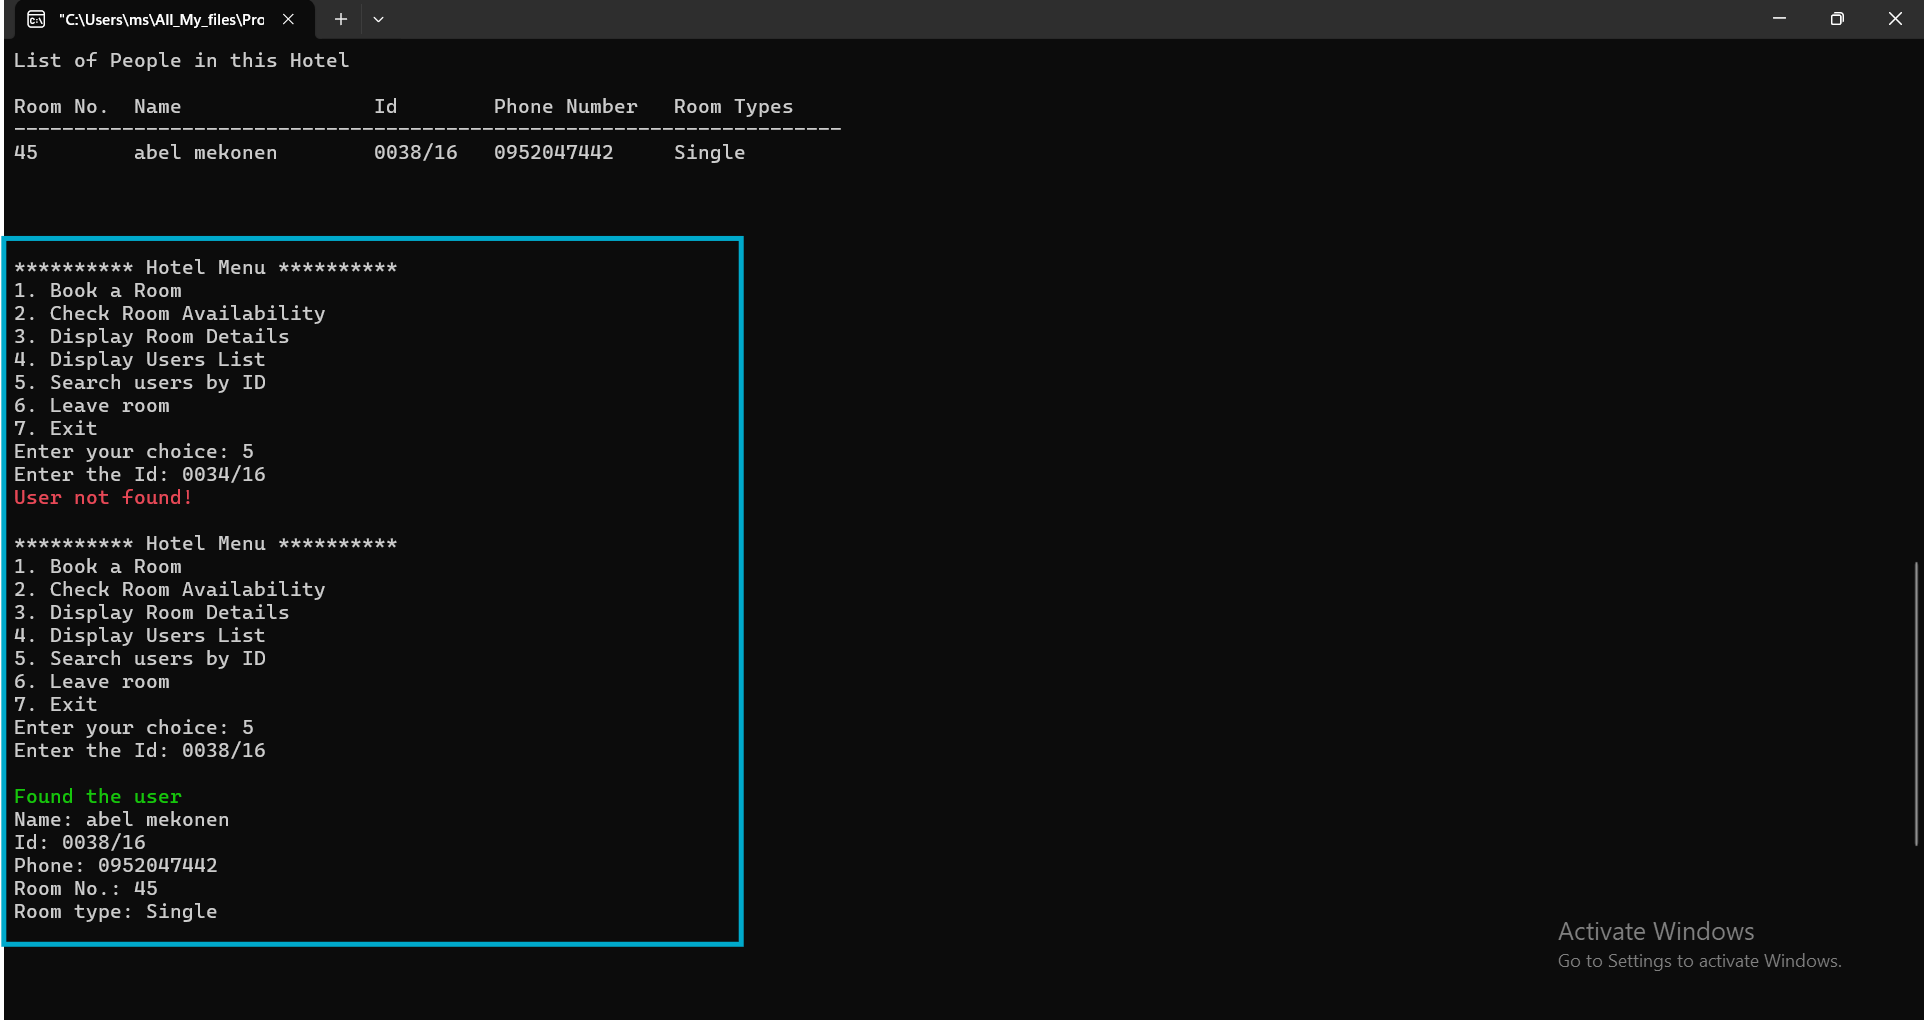 "C:\Users\ms\All_My_files\Pro
List of People in this Hotel
Room No.  Name                Id        Phone Number   Room Types
---------------------------------------------------------------------
45        abel mekonen        0038/16   0952047442     Single
********** Hotel Menu **********
1. Book a Room
2. Check Room Availability
3. Display Room Details
4. Display Users List
5. Search users by ID
6. Leave room
7. Exit
Enter your choice: 5
Enter the Id: 0034/16
User not found!
********** Hotel Menu **********
1. Book a Room
2. Check Room Availability
3. Display Room Details
4. Display Users List
5. Search users by ID
6. Leave room
7. Exit
Enter your choice: 5
Enter the Id: 0038/16
Found the user
Name: abel mekonen
Id: 0038/16
Phone: 0952047442
Room No.: 45
Room type: Single
Activate Windows
Go to Settings to activate Windows.